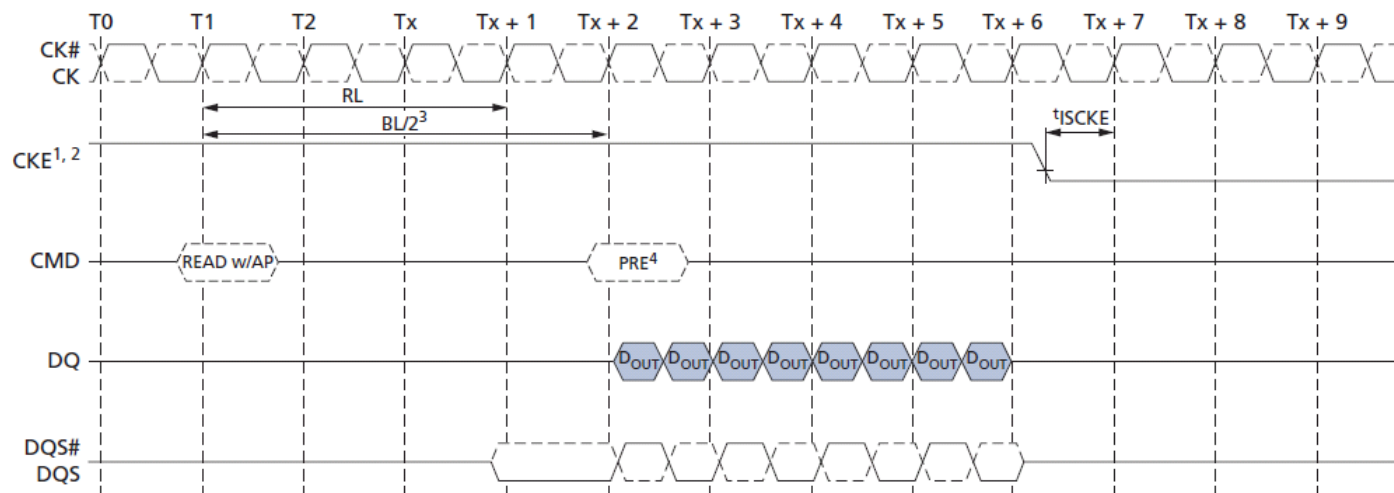 T0 T1 T2 Tx Tx + 1 Tx + 2 Tx + 3 Tx + 4 Tx + 5 Tx + 6 Tx + 7 Tx + 8 Tx + 9
CK#
CK
RL
BL/2³
tISCKE
CKE1, 2
CMD READ w/AP PRE⁴
DQ DOUT DOUT DOUT DOUT DOUT DOUT DOUT DOUT
DQS#
DQS